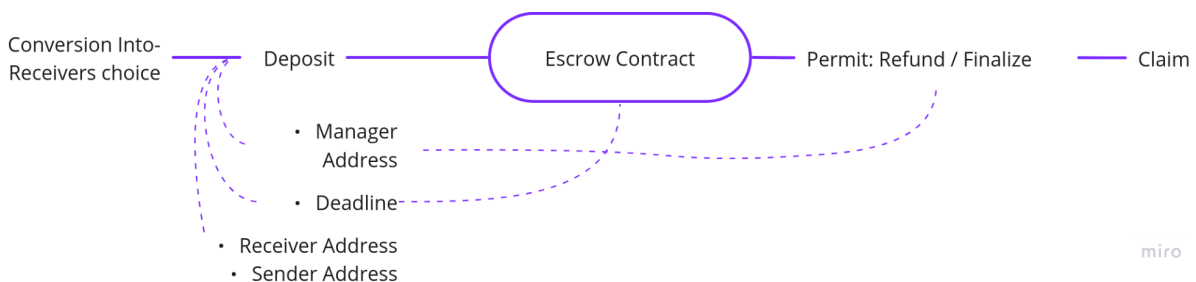 Conversion Into-
Receivers choice
Deposit
Escrow Contract
Permit: Refund / Finalize
Claim
• Manager
Address
• Deadline
• Receiver Address
• Sender Address
miro